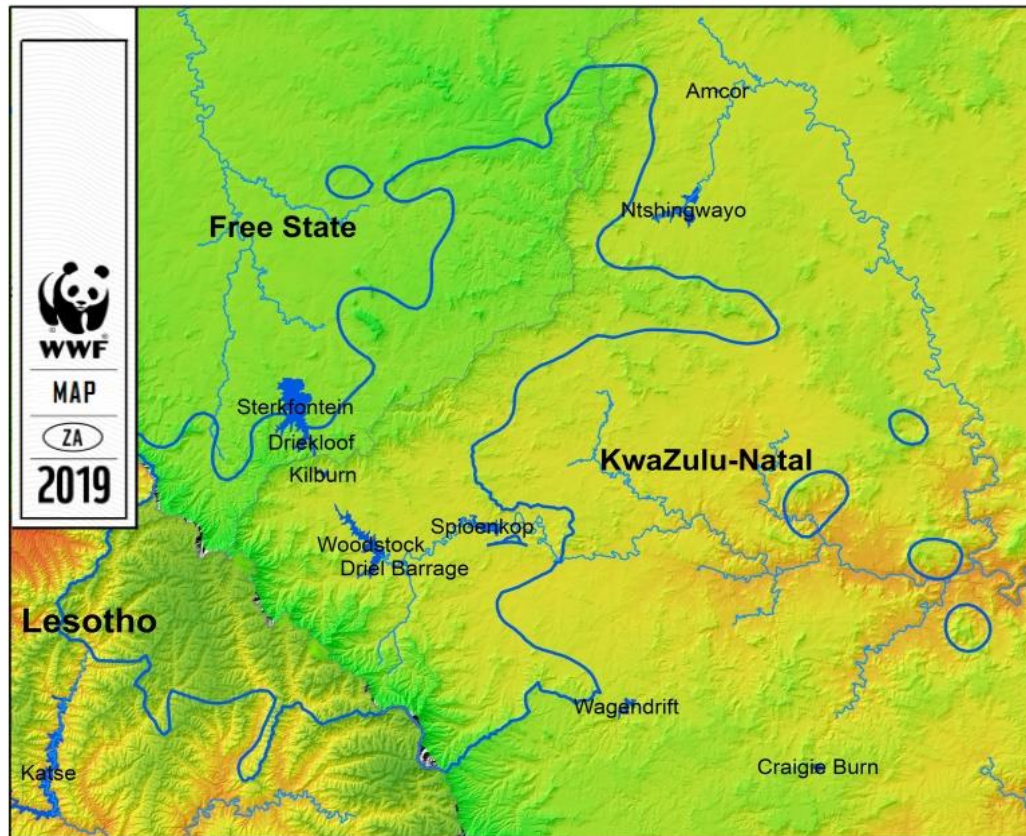 WWF
MAP
ZA
2019
Amcor
Ntshingwayo
Free State
Sterkfontein
Driekloof
Kilburn
KwaZulu-Natal
Spioenkop
Woodstock
Driel Barrage
Lesotho
Wagendrift
Katse
Craigie Burn